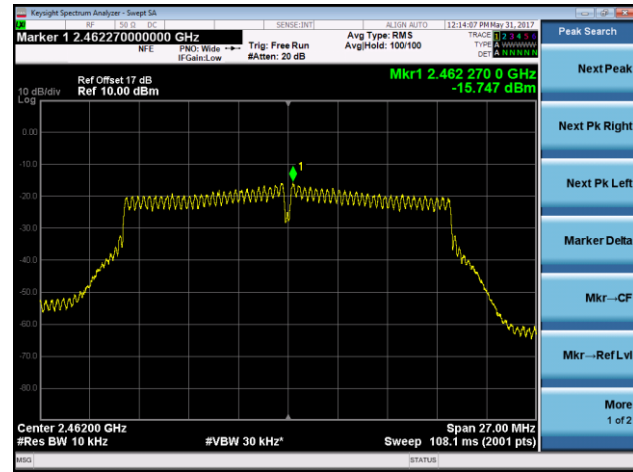 Keysight Spectrum Analyzer - Swept SA
RF 50 Ω DC SENSE:INT ALIGN AUTO 12:14:07 PM May 31, 2017
Marker 1 2.462270000000 GHz
NFE PNO: Wide IFGain:Low
Trig: Free Run
#Atten: 20 dB
Avg Type: RMS
Avg|Hold: 100/100
TRACE 1 2 3 4 5 6
TYPE A WWWWW
DET A N N N N N
Peak Search
Mkr1 2.462 270 0 GHz
-15.747 dBm
Ref Offset 17 dB
10 dB/div Ref 10.00 dBm
Log
0.00
-10.0
-20.0
-30.0
-40.0
-50.0
-60.0
-70.0
-80.0
1
Center 2.46200 GHz Span 27.00 MHz
#Res BW 10 kHz #VBW 30 kHz* Sweep 108.1 ms (2001 pts)
MSG STATUS
Next Peak
Next Pk Right
Next Pk Left
Marker Delta
Mkr→CF
Mkr→Ref Lvl
More
1 of 2